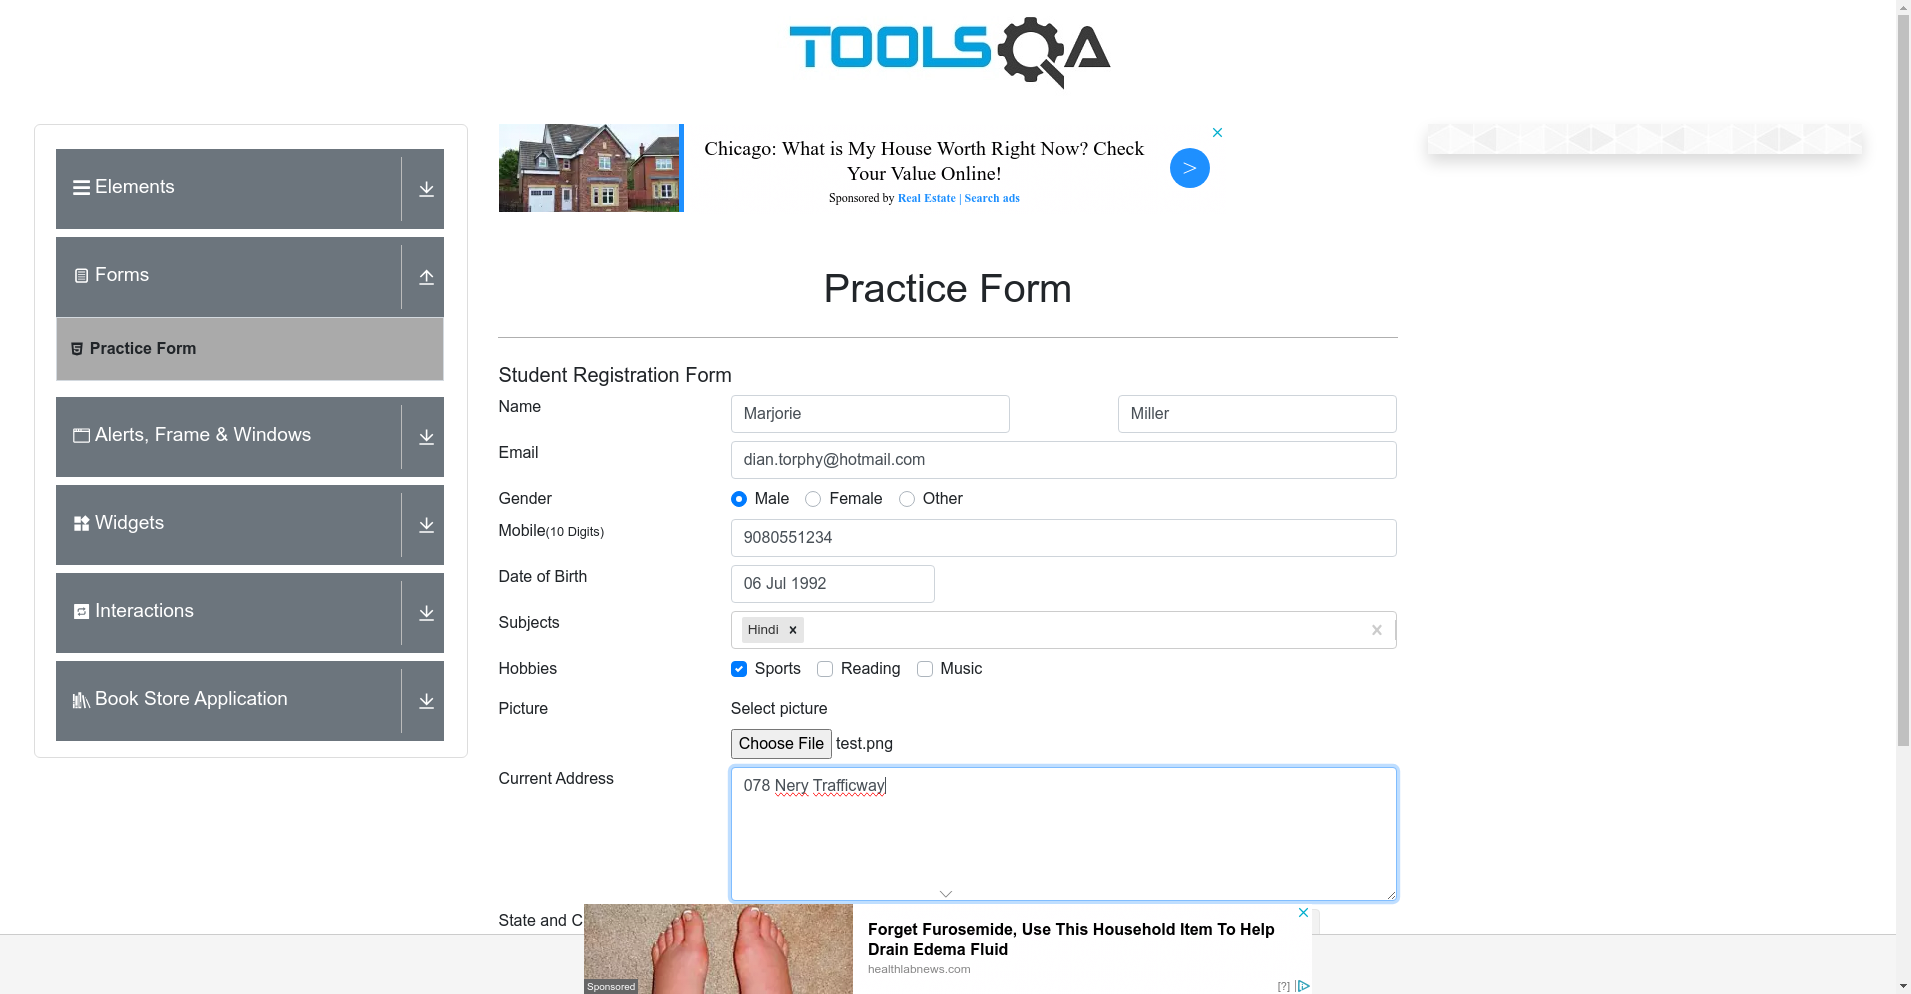 TOOLSQA
Elements
Forms
Practice Form
Alerts, Frame & Windows
Widgets
Interactions
Book Store Application
Chicago: What is My House Worth Right Now? Check
Your Value Online!
Sponsored by Real Estate | Search ads
>
Practice Form
Student Registration Form
Name
Marjorie
Miller
Email
dian.torphy@hotmail.com
Gender
Male
Female
Other
Mobile(10 Digits)
9080551234
Date of Birth
06 Jul 1992
Subjects
Hindi
Hobbies
Sports
Reading
Music
Picture
Select picture
Choose File test.png
Current Address
078 Nery Trafficway
State and C
Forget Furosemide, Use This Household Item To Help
Drain Edema Fluid
healthlabnews.com
Sponsored
[?]